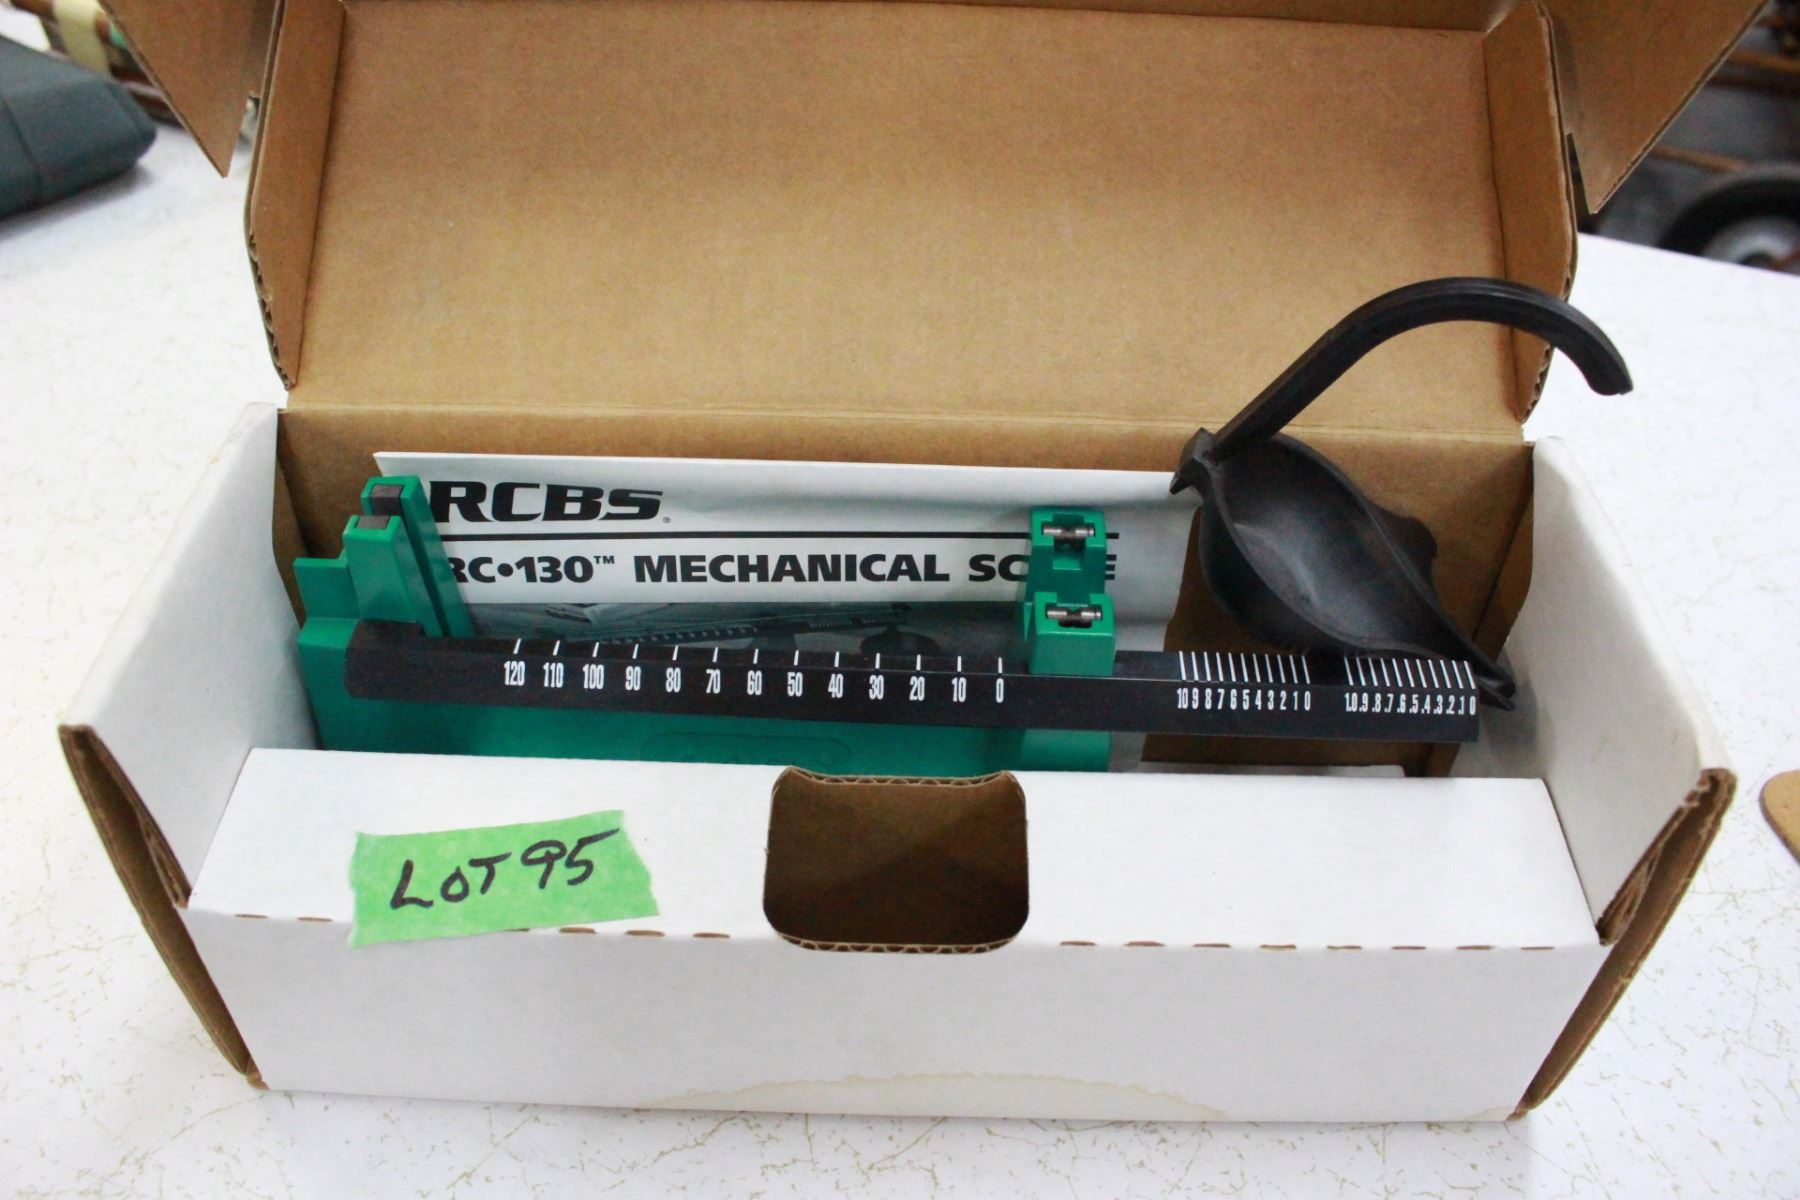 RCBS®
RC•130™ MECHANICAL SC E
120 110 100 90 80 70 60 50 40 30 20 10 0
10 9 8 7 6 5 4 3 2 1 0
1.0 .9 .8 .7 .6 .5 .4 .3 .2 .1 0
LOT 95